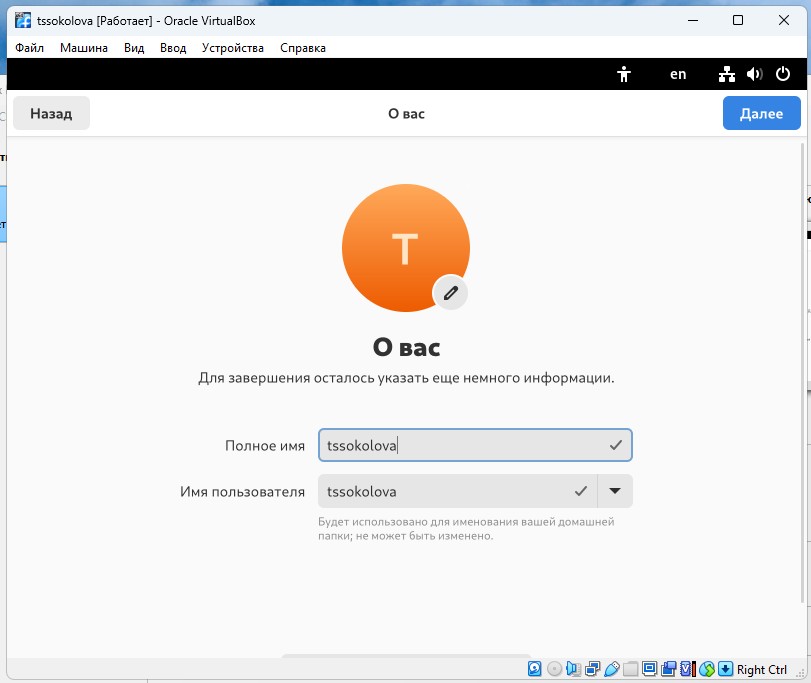 tssokolova [Работает] - Oracle VirtualBox
Файл Машина Вид Ввод Устройства Справка
en
Назад О вас Далее
T
О вас
Для завершения осталось указать еще немного информации.
Полное имя tssokolova
Имя пользователя tssokolova
Будет использовано для именования вашей домашней
папки; не может быть изменено.
Right Ctrl